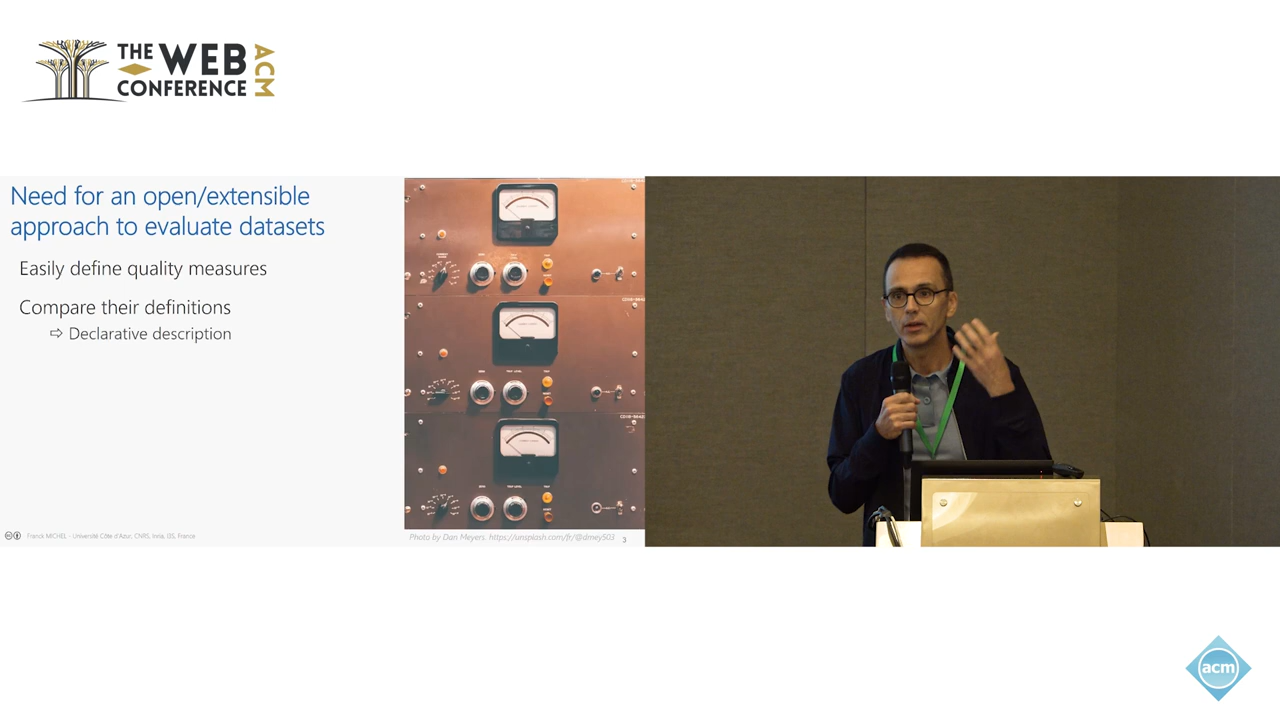 THE WEB
CONFERENCE
ACM
Need for an open/extensible
approach to evaluate datasets
Easily define quality measures
Compare their definitions
⇨ Declarative description
Franck MICHEL - Université Côte d'Azur, CNRS, Inria, I3S, France
Photo by Dan Meyers. https://unsplash.com/fr/@dmey503
3
acm